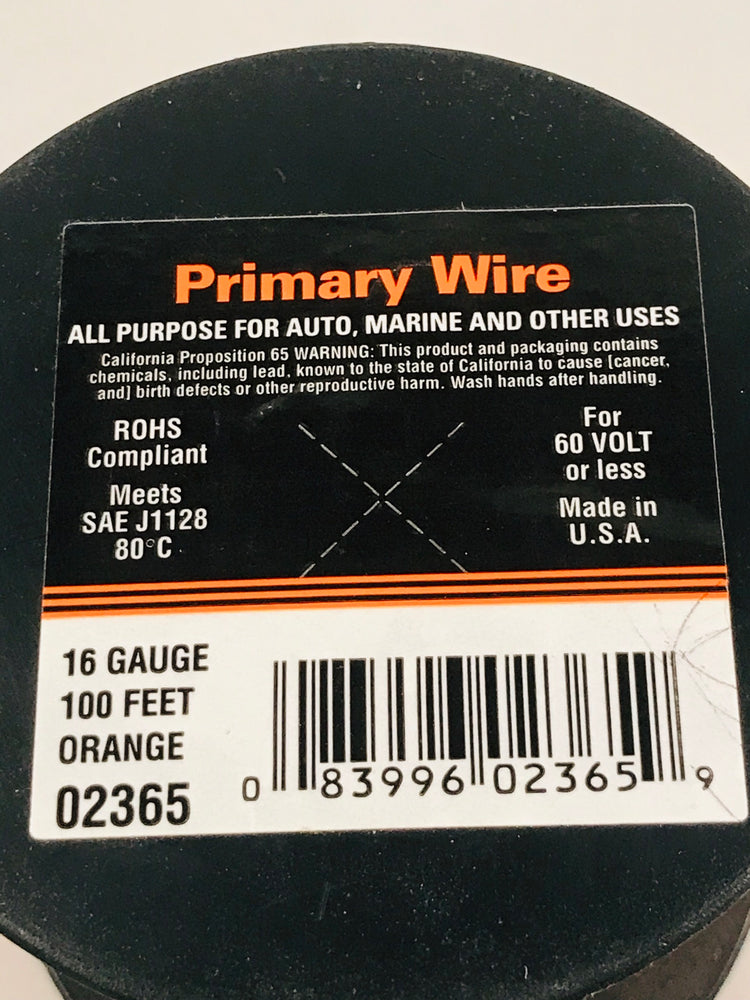 Primary Wire
ALL PURPOSE FOR AUTO, MARINE AND OTHER USES
California Proposition 65 WARNING: This product and packaging contains
chemicals, including lead, known to the state of California to cause [cancer,
and] birth defects or other reproductive harm. Wash hands after handling.
ROHS
Compliant
Meets
SAE J1128
80°C
For
60 VOLT
or less
Made in
U.S.A.
16 GAUGE
100 FEET
ORANGE
02365
0 83996 02365 9